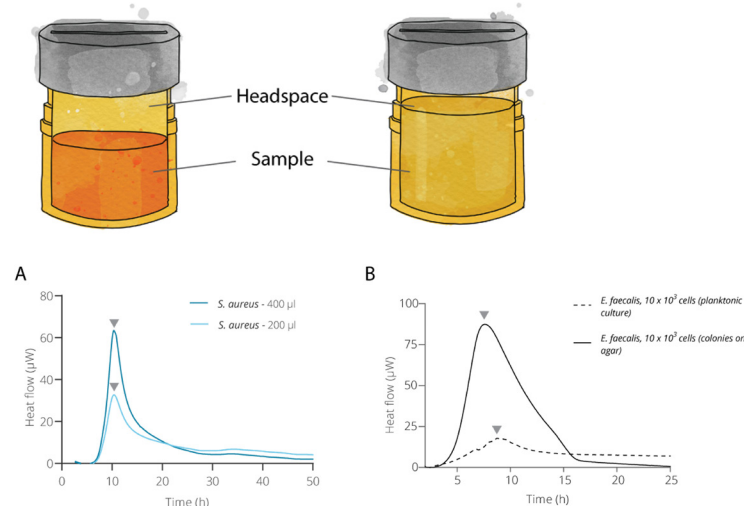 Headspace
Sample
A
80
60
40
20
0
Heat flow (µW)
0 10 20 30 40 50
Time (h)
S. aureus - 400 µl
S. aureus - 200 µl
B
100
75
50
25
0
Heat flow (µW)
5 10 15 20 25
Time (h)
E. faecalis, 10 x 10³ cells (planktonic
culture)
E. faecalis, 10 x 10³ cells (colonies on
agar)